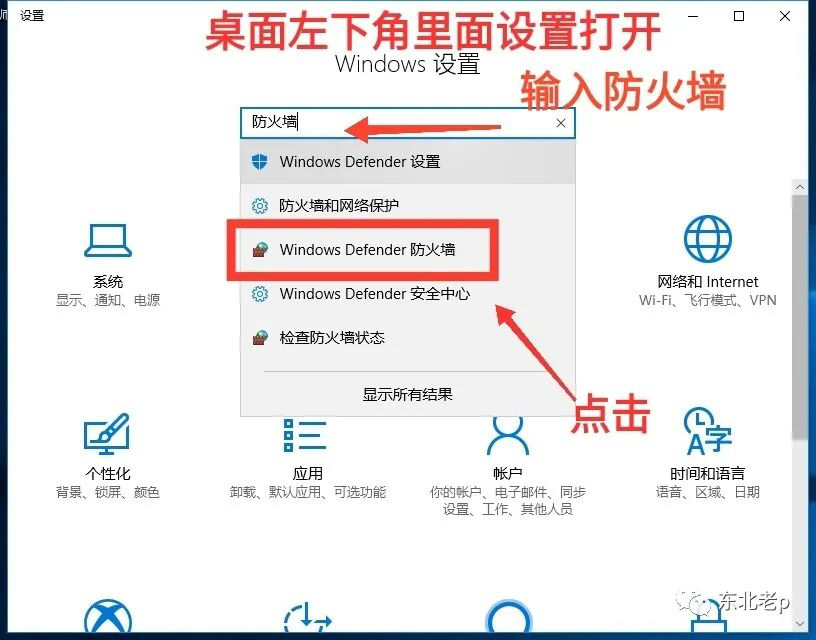 师
设置
桌面左下角里面设置打开
Windows 设置
输入防火墙
防火墙
Windows Defender 设置
防火墙和网络保护
Windows Defender 防火墙
Windows Defender 安全中心
检查防火墙状态
显示所有结果
点击
系统
显示、通知、电源
网络和 Internet
Wi-Fi、飞行模式、VPN
个性化
背景、锁屏、颜色
应用
卸载、默认应用、可选功能
帐户
你的帐户、电子邮件、同步
设置、工作、其他人员
A字
时间和语言
语音、区域、日期
东北老p